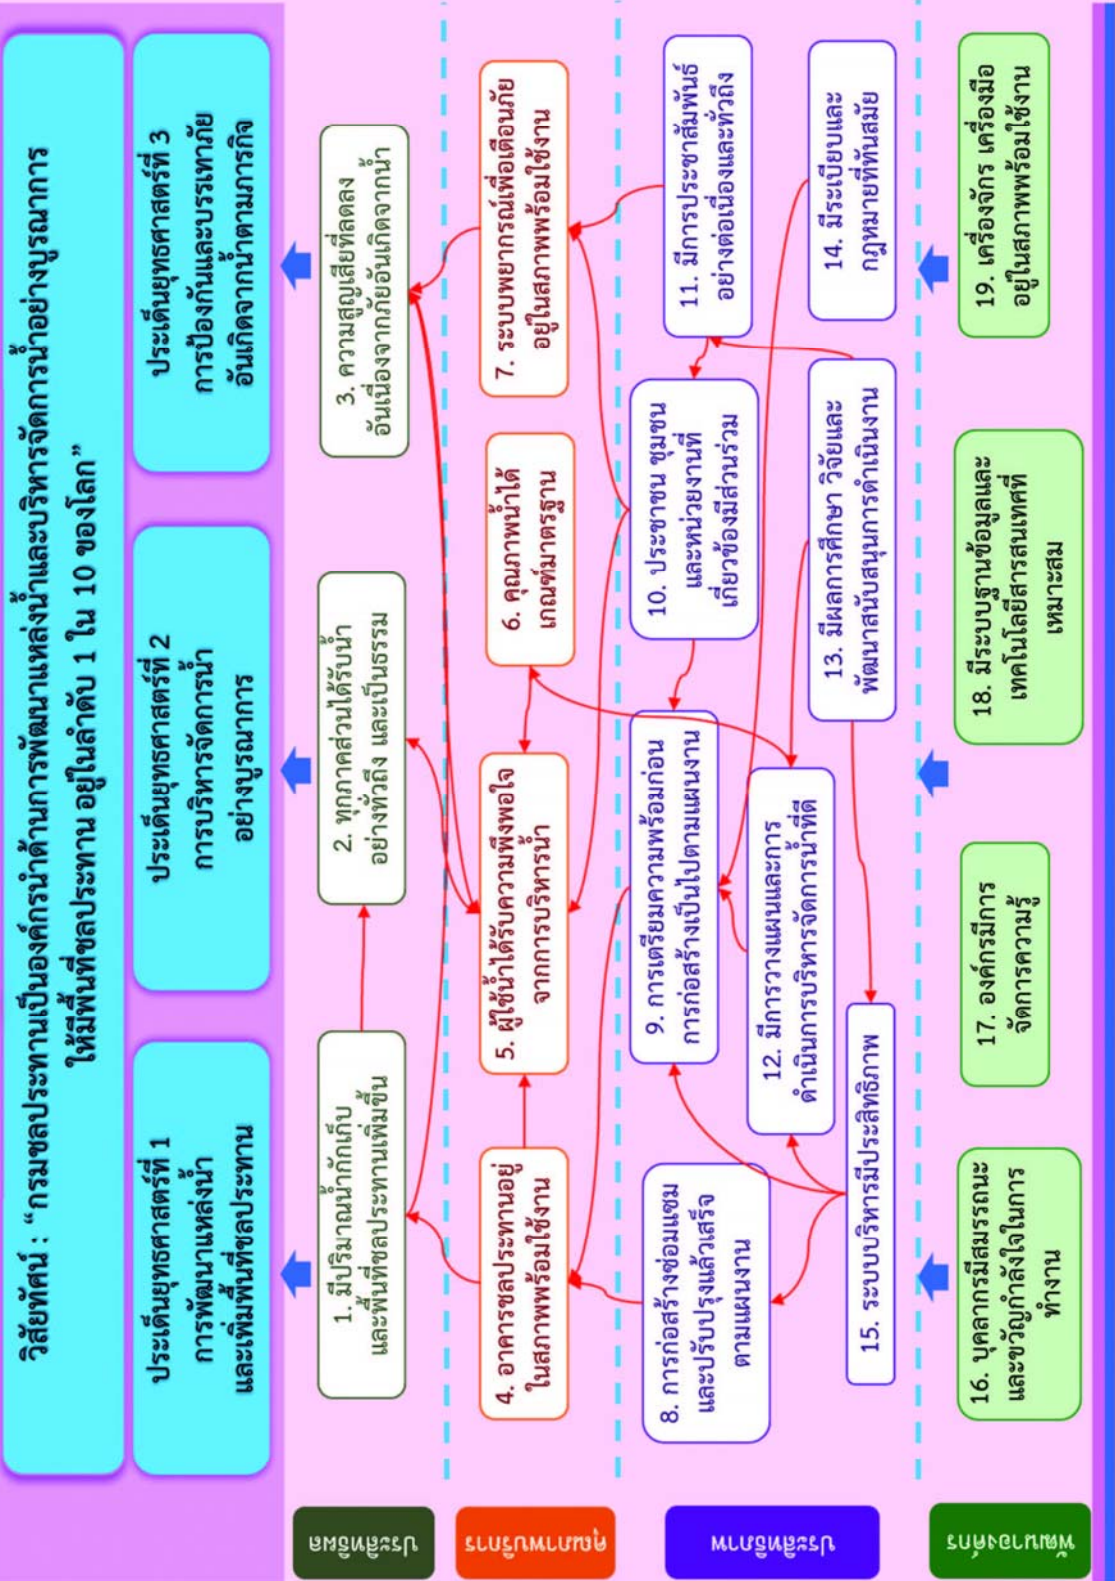 วิสัยทัศน์ : “กรมชลประทานเป็นองค์กรนำด้านการพัฒนาแหล่งน้ำและบริหารจัดการน้ำอย่างบูรณาการ
ให้มีพื้นที่ชลประทาน อยู่ในลำดับ 1 ใน 10 ของโลก”
ประเด็นยุทธศาสตร์ที่ 1
การพัฒนาแหล่งน้ำ
และเพิ่มพื้นที่ชลประทาน
ประเด็นยุทธศาสตร์ที่ 2
การบริหารจัดการน้ำ
อย่างบูรณาการ
ประเด็นยุทธศาสตร์ที่ 3
การป้องกันและบรรเทาภัย
อันเกิดจากน้ำตามภารกิจ
ประสิทธิผล
1. มีปริมาณน้ำกักเก็บ
และพื้นที่ชลประทานเพิ่มขึ้น
2. ทุกภาคส่วนได้รับน้ำ
อย่างทั่วถึง และเป็นธรรม
3. ความสูญเสียที่ลดลง
อันเนื่องจากภัยอันเกิดจากน้ำ
คุณภาพบริการ
4. อาคารชลประทานอยู่
ในสภาพพร้อมใช้งาน
5. ผู้ใช้น้ำได้รับความพึงพอใจ
จากการบริหารน้ำ
6. คุณภาพน้ำได้
เกณฑ์มาตรฐาน
7. ระบบพยากรณ์เพื่อเตือนภัย
อยู่ในสภาพพร้อมใช้งาน
ประสิทธิภาพ
8. การก่อสร้างซ่อมแซม
และปรับปรุงแล้วเสร็จ
ตามแผนงาน
9. การเตรียมความพร้อมก่อน
การก่อสร้างเป็นไปตามแผนงาน
10. ประชาชน ชุมชน
และหน่วยงานที่
เกี่ยวข้องมีส่วนร่วม
11. มีการประชาสัมพันธ์
อย่างต่อเนื่องและทั่วถึง
12. มีการวางแผนและการ
ดำเนินการบริหารจัดการน้ำที่ดี
13. มีผลการศึกษา วิจัยและ
พัฒนาสนับสนุนการดำเนินงาน
14. มีระเบียบและ
กฎหมายที่ทันสมัย
15. ระบบบริหารมีประสิทธิภาพ
พัฒนาองค์กร
16. บุคลากรมีสมรรถนะ
และขวัญกำลังใจในการ
ทำงาน
17. องค์กรมีการ
จัดการความรู้
18. มีระบบฐานข้อมูลและ
เทคโนโลยีสารสนเทศที่
เหมาะสม
19. เครื่องจักร เครื่องมือ
อยู่ในสภาพพร้อมใช้งาน